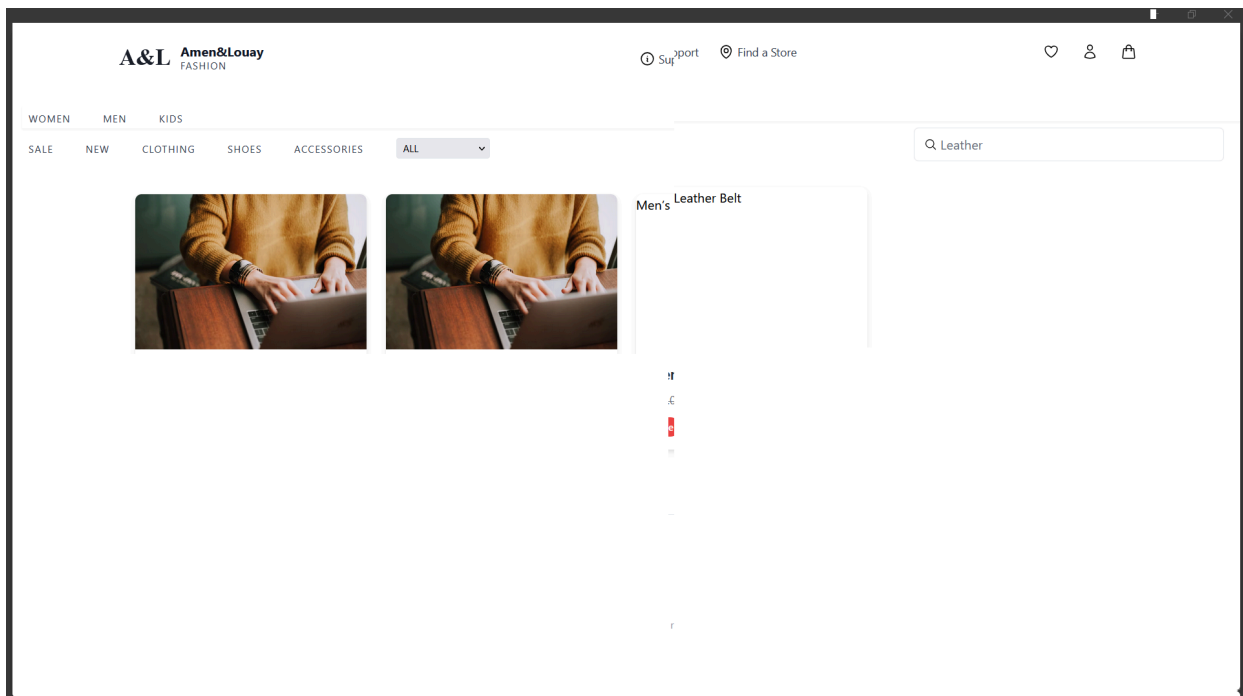 A&L Amen&Louay
FASHION
Support
Find a Store
WOMEN MEN KIDS
SALE NEW CLOTHING SHOES ACCESSORIES ALL
Leather
Men's Leather Belt